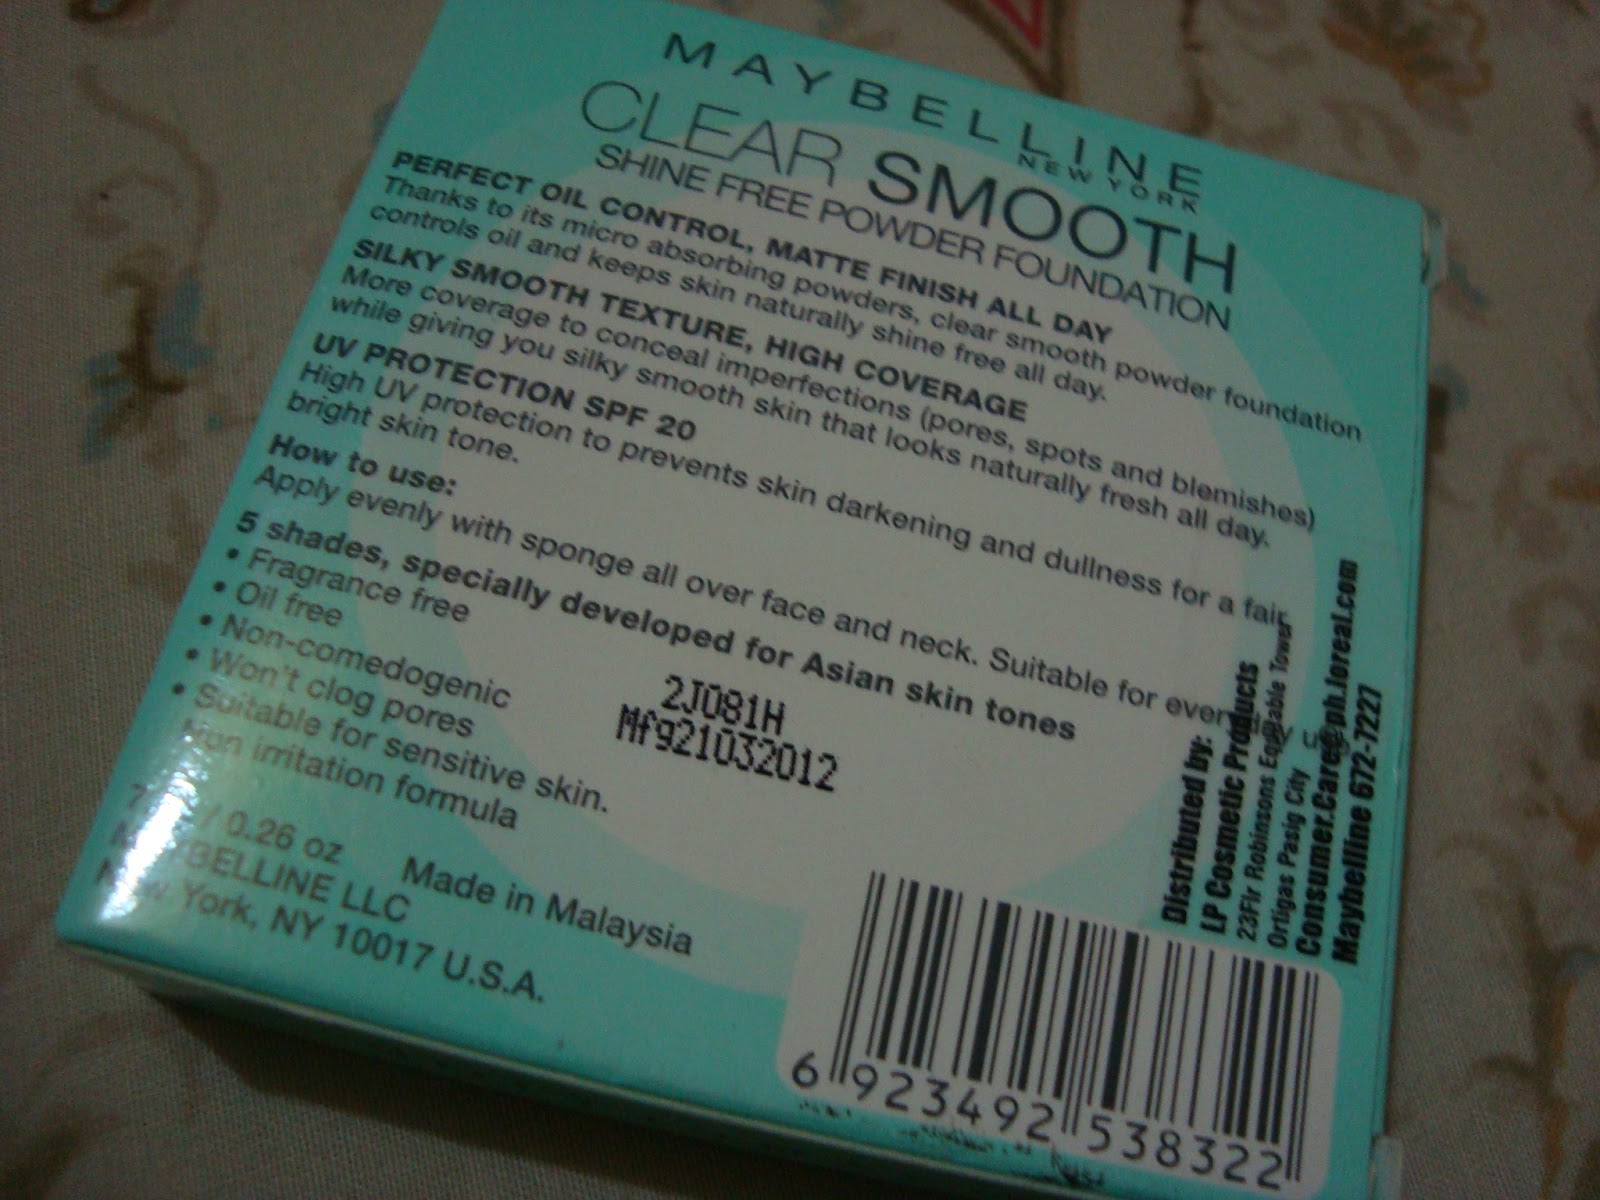 MAYBELLINE
NEW YORK
CLEAR SMOOTH
SHINE FREE POWDER FOUNDATION
PERFECT OIL CONTROL, MATTE FINISH ALL DAY
Thanks to its micro absorbing powders, clear smooth powder foundation
controls oil and keeps skin naturally shine free all day.
SILKY SMOOTH TEXTURE, HIGH COVERAGE
More coverage to conceal imperfections (pores, spots and blemishes)
while giving you silky smooth skin that looks naturally fresh all day.
UV PROTECTION SPF 20
High UV protection to prevents skin darkening and dullness for a fair,
bright skin tone.
How to use:
Apply evenly with sponge all over face and neck. Suitable for
5 shades, specially developed for Asian skin tones
• Fragrance free
• Oil free
• Non-comedogenic
• Won't clog pores
• Suitable for sensitive skin.
Non irritation formula
/ 0.26 oz
Made in Malaysia
MAYBELLINE LLC
New York, NY 10017 U.S.A.
2J081H
Mfg21032012
Distributed by:
LP Cosmetic Products
23Flr Robinsons Equitable Tower
Ortigas Pasig City
Consumer.Care@ph.loreal.com
Maybelline 672-7227
6 923492 538322